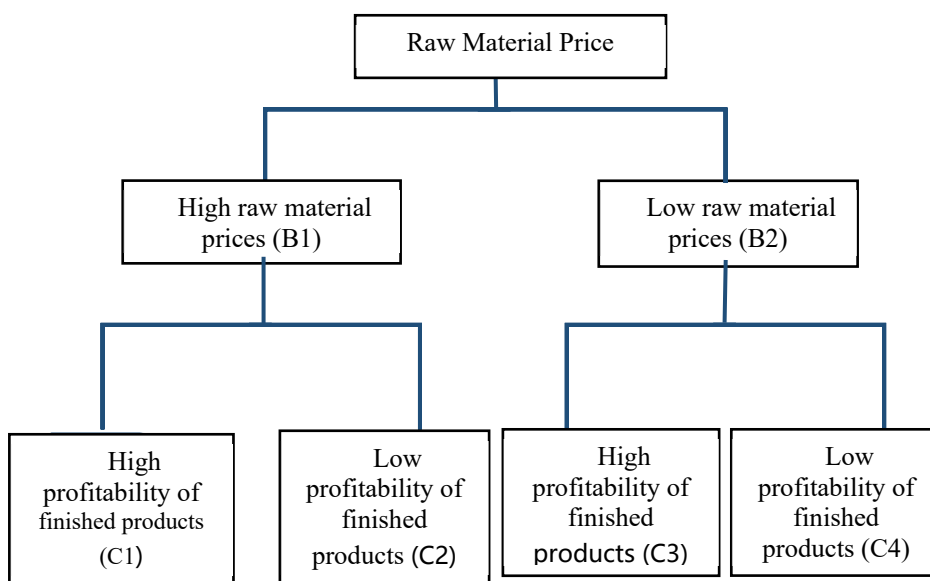 Raw Material Price
High raw material
prices (B1)
Low raw material
prices (B2)
High
profitability of
finished products
(C1)
Low
profitability of
finished
products (C2)
High
profitability of
finished
products (C3)
Low
profitability of
finished
products (C4)